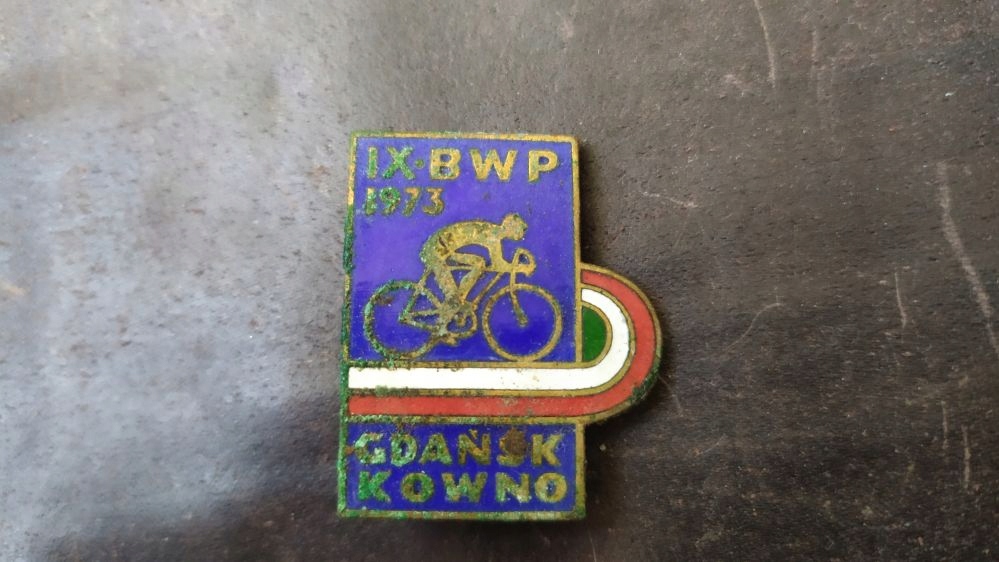 IX·BWP
1973
GDAŃSK
KOWNO